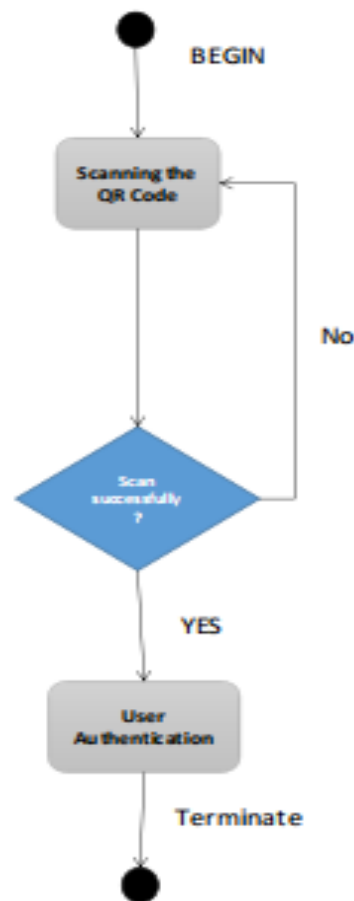 BEGIN
Scanning the
QR Code
No
Scan
successfully
?
YES
User
Authentication
Terminate